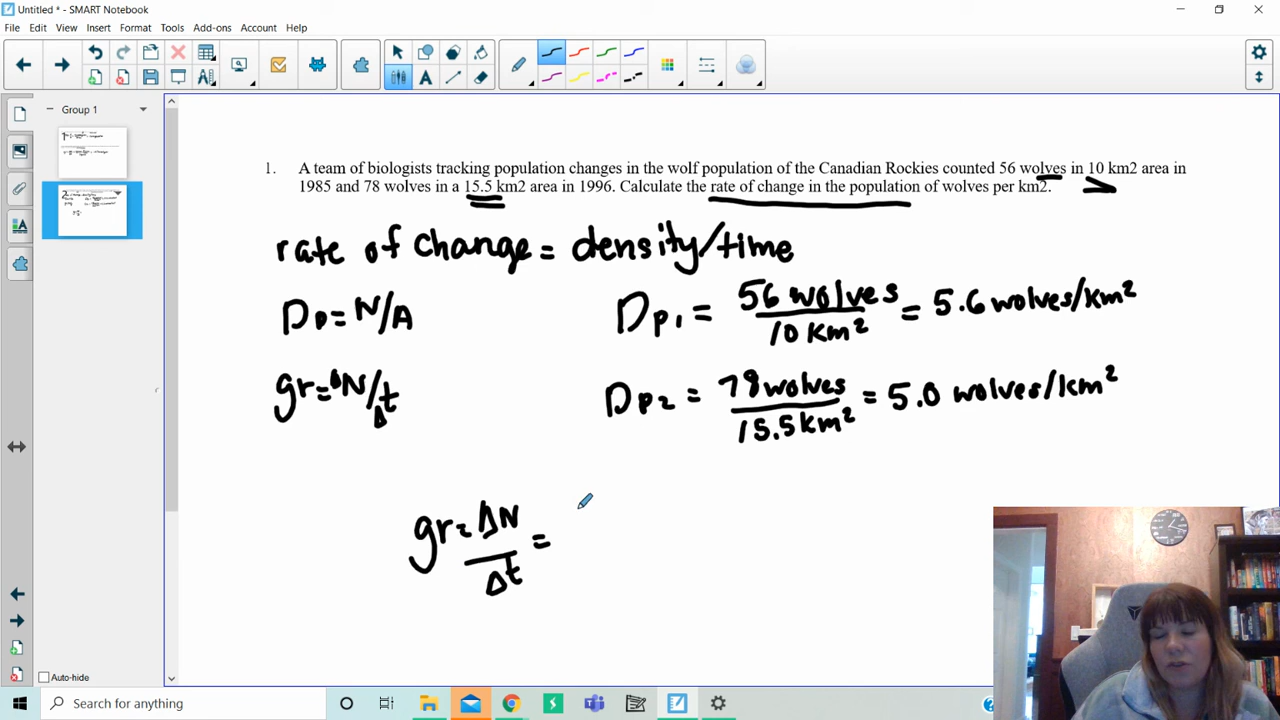 Untitled * - SMART Notebook
File Edit View Insert Format Tools Add-ons Account Help
Group 1
1. A team of biologists tracking population changes in the wolf population of the Canadian Rockies counted 56 wolves in 10 km2 area in
1985 and 78 wolves in a 15.5 km2 area in 1996. Calculate the rate of change in the population of wolves per km2.
rate of change = density/time
Dp = N/A
Dp1 = 56 wolves / 10 km² = 5.6 wolves/km²
gr = ΔN/Δt
Dp2 = 78 wolves / 15.5 km² = 5.0 wolves/km²
gr = ΔN / Δt =
Auto-hide
Search for anything